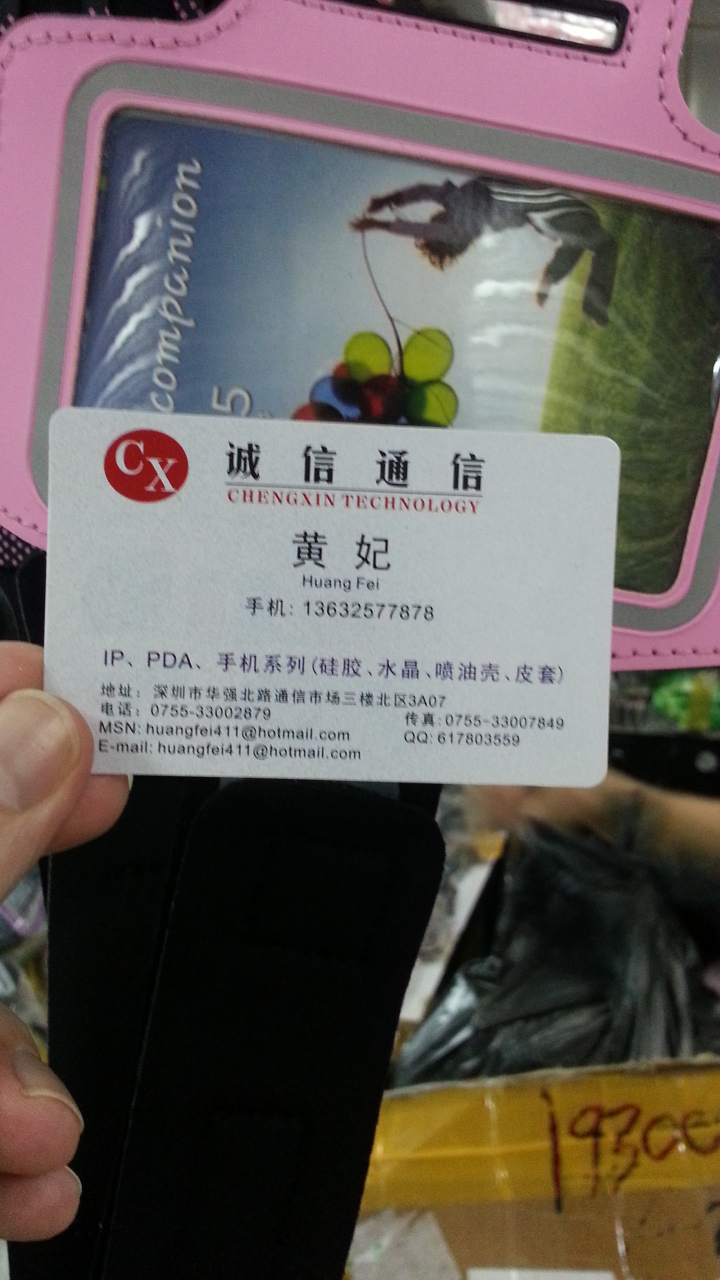 companion
5
CX
诚信通信
CHENGXIN TECHNOLOGY
黄妃
Huang Fei
手机: 13632577878
IP、PDA、手机系列(硅胶、水晶、喷油壳、皮套)
地址: 深圳市华强北路通信市场三楼北区3A07
电话: 0755-33002879
传真: 0755-33007849
MSN: huangfei411@hotmail.com
QQ: 617803559
E-mail: huangfei411@hotmail.com